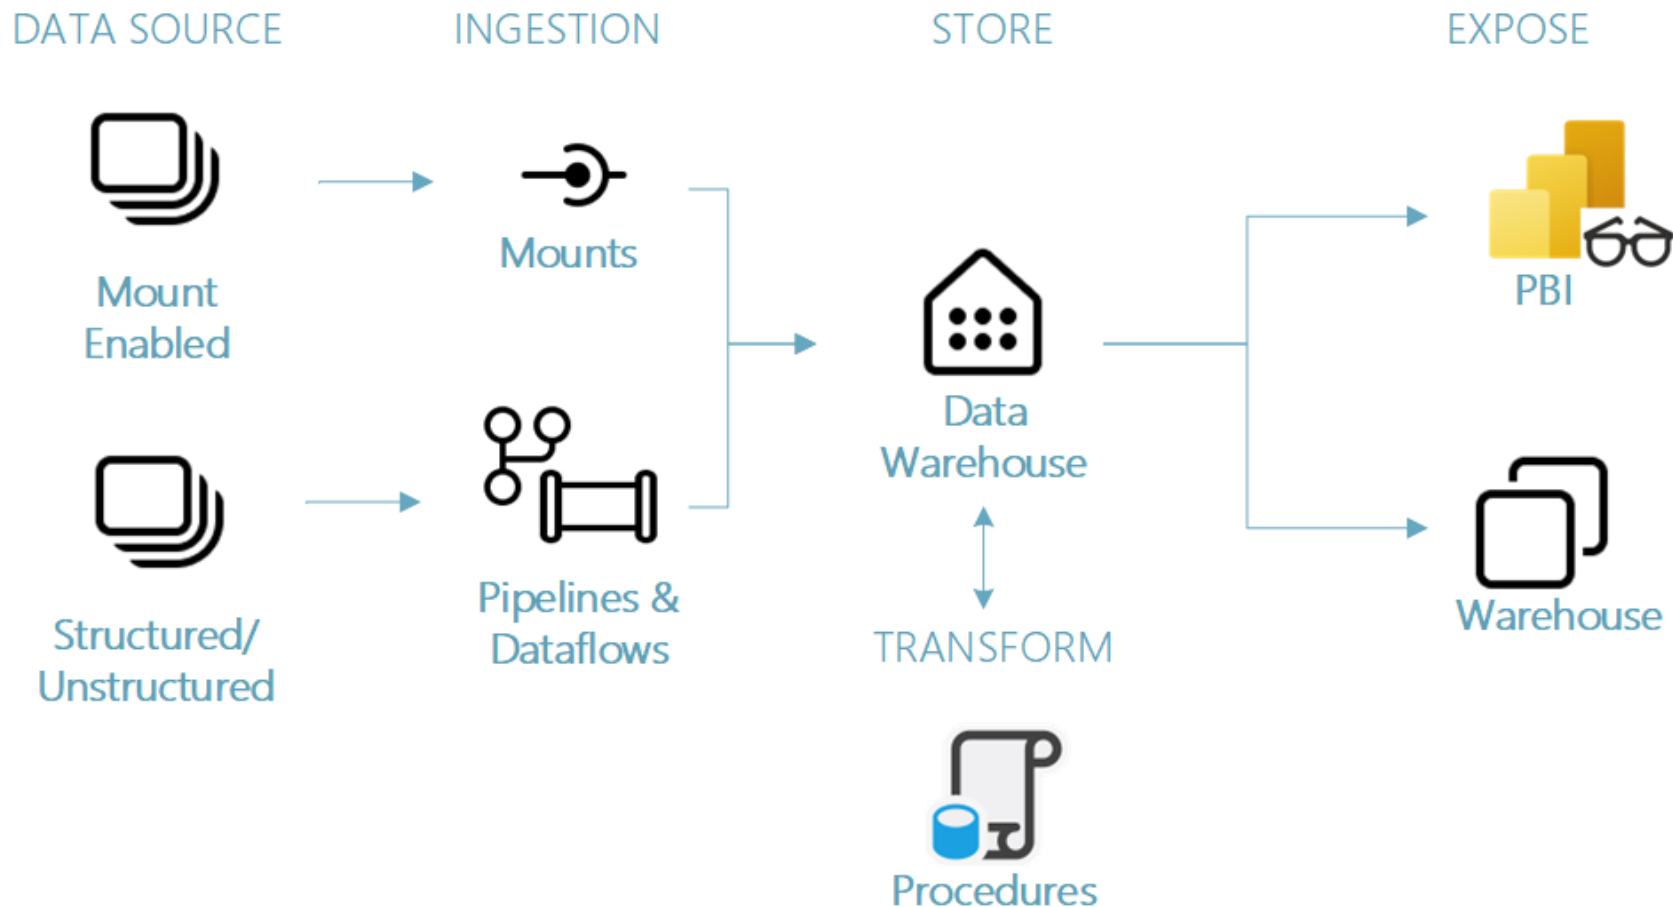 DATA SOURCE
INGESTION
STORE
EXPOSE
Mount
Enabled
Mounts
PBI
Data
Warehouse
Structured/
Unstructured
Pipelines &
Dataflows
Warehouse
TRANSFORM
Procedures